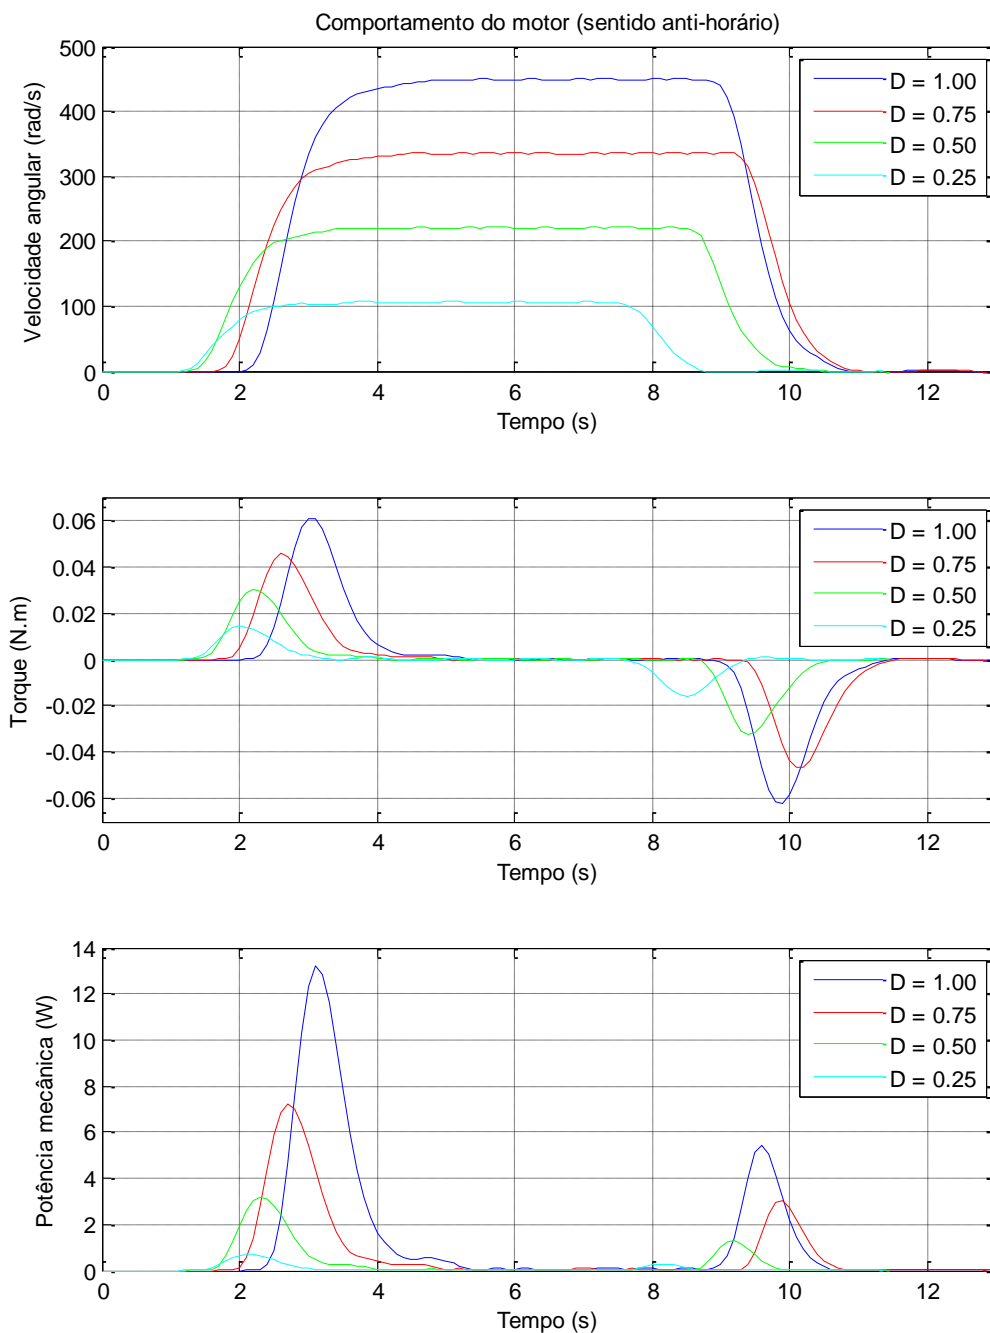 Comportamento do motor (sentido anti-horário)
500
400
300
200
100
0
Velocidade angular (rad/s)
D = 1.00
D = 0.75
D = 0.50
D = 0.25
0 2 4 6 8 10 12
Tempo (s)
0.06
0.04
0.02
0
-0.02
-0.04
-0.06
Torque (N.m)
D = 1.00
D = 0.75
D = 0.50
D = 0.25
0 2 4 6 8 10 12
Tempo (s)
14
12
10
8
6
4
2
0
Potência mecânica (W)
D = 1.00
D = 0.75
D = 0.50
D = 0.25
0 2 4 6 8 10 12
Tempo (s)